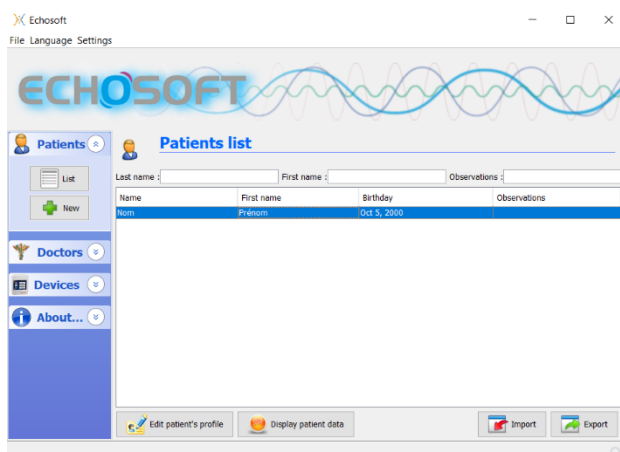 Echosoft
File Language Settings
ECHOSOFT
Patients
Patients list
List
Last name :
First name :
Observations :
New
Name First name Birthday Observations
Nom Prénom Oct 5, 2000
Doctors
Devices
About...
Edit patient's profile
Display patient data
Import
Export